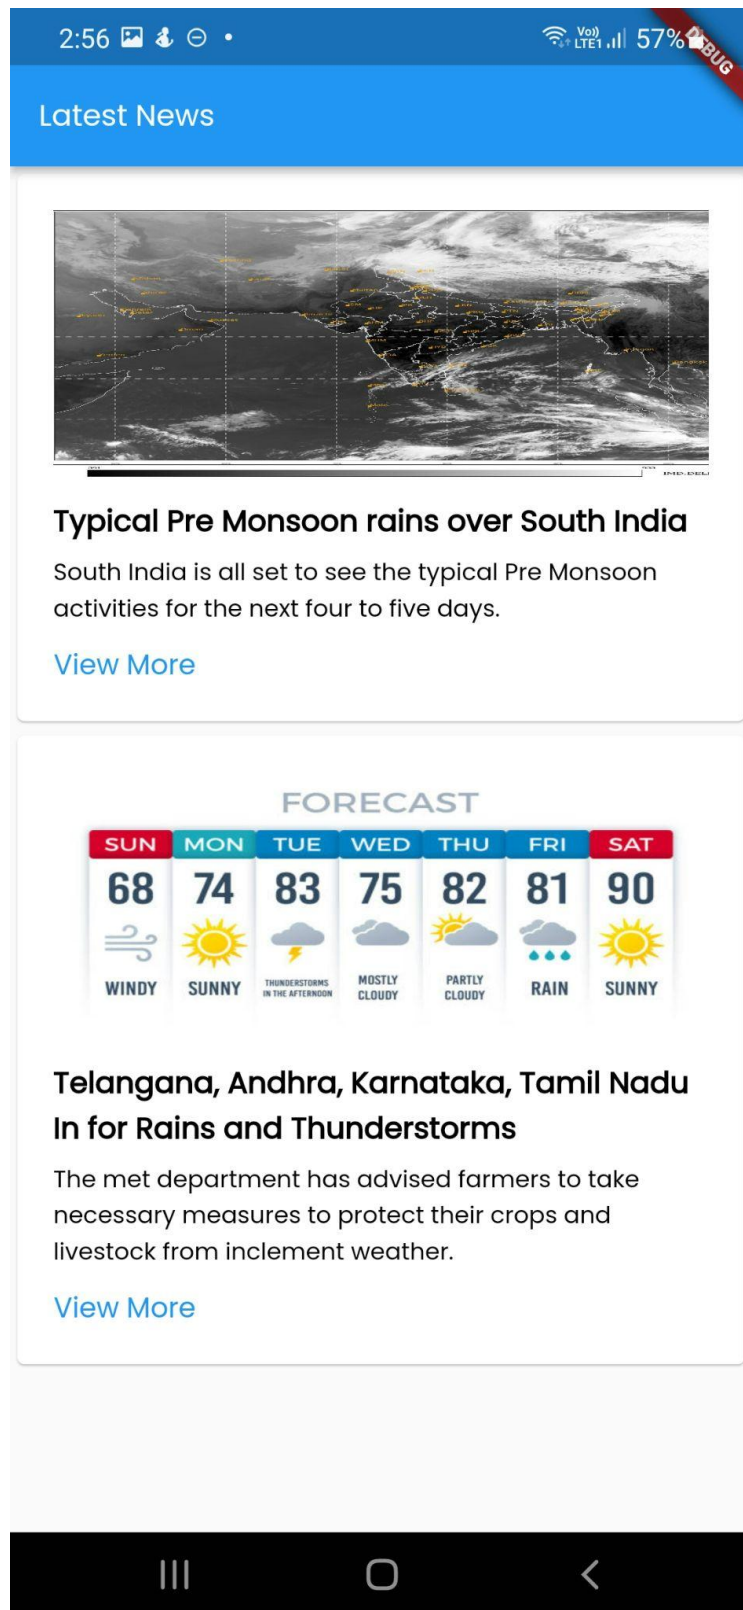 2:56
Vo))
LTE1
57%
DEBUG
Latest News
Typical Pre Monsoon rains over South India
South India is all set to see the typical Pre Monsoon
activities for the next four to five days.
View More
FORECAST
SUN MON TUE WED THU FRI SAT
68 74 83 75 82 81 90
WINDY SUNNY THUNDERSTORMS IN THE AFTERNOON MOSTLY CLOUDY PARTLY CLOUDY RAIN SUNNY
Telangana, Andhra, Karnataka, Tamil Nadu
In for Rains and Thunderstorms
The met department has advised farmers to take
necessary measures to protect their crops and
livestock from inclement weather.
View More